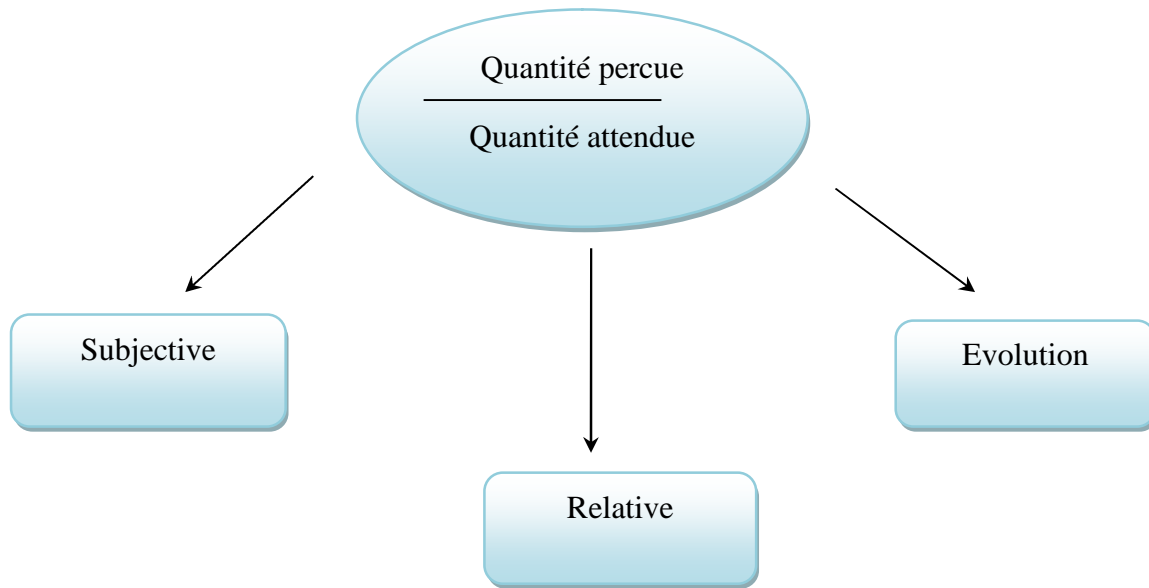 Quantité percue
Quantité attendue
Subjective
Evolution
Relative